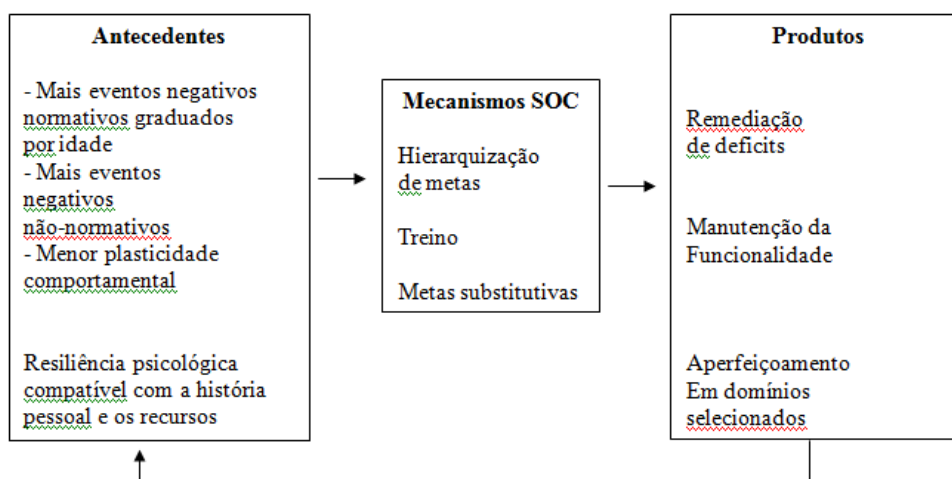 Antecedentes
- Mais eventos negativos
normativos graduados
por idade
- Mais eventos
negativos
não-normativos
- Menor plasticidade
comportamental
Resiliência psicológica
compatível com a história
pessoal e os recursos
Mecanismos SOC
Hierarquização
de metas
Treino
Metas substitutivas
Produtos
Remediação
de deficits
Manutenção da
Funcionalidade
Aperfeiçoamento
Em domínios
selecionados